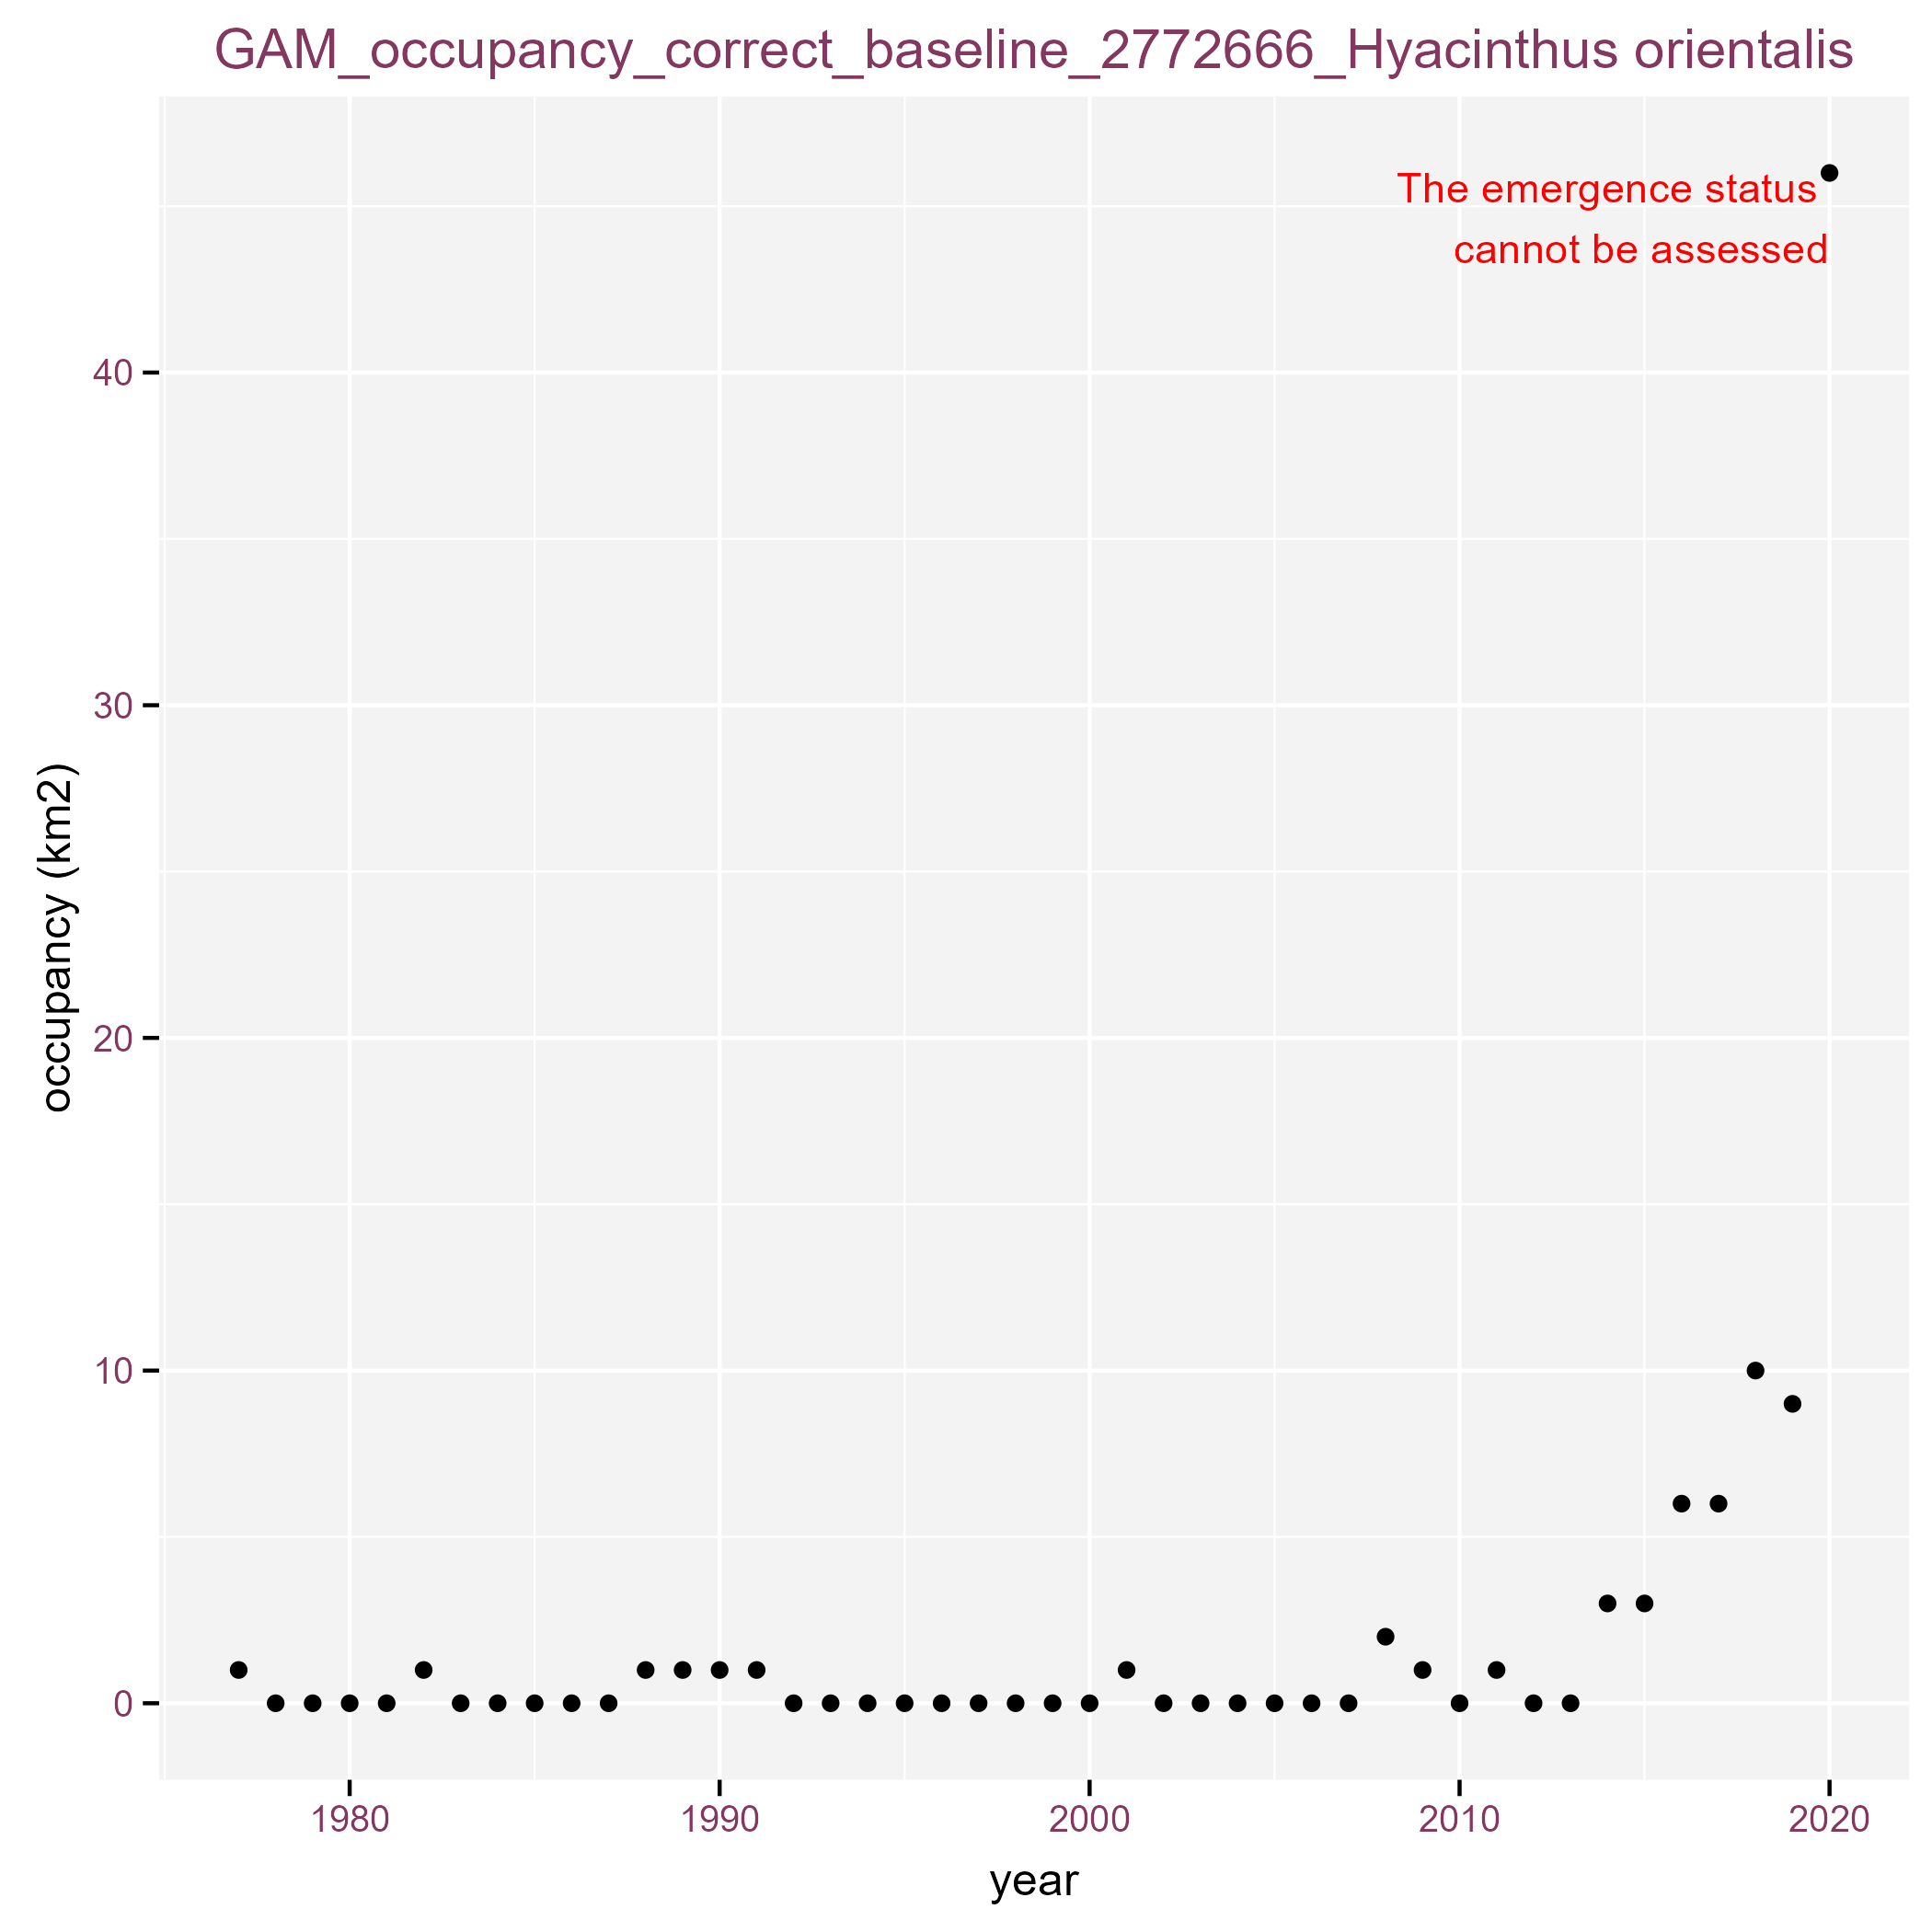 GAM_occupancy_correct_baseline_2772666_Hyacinthus orientalis
The emergence status
cannot be assessed
40
30
20
10
0
occupancy (km2)
1980 1990 2000 2010 2020
year